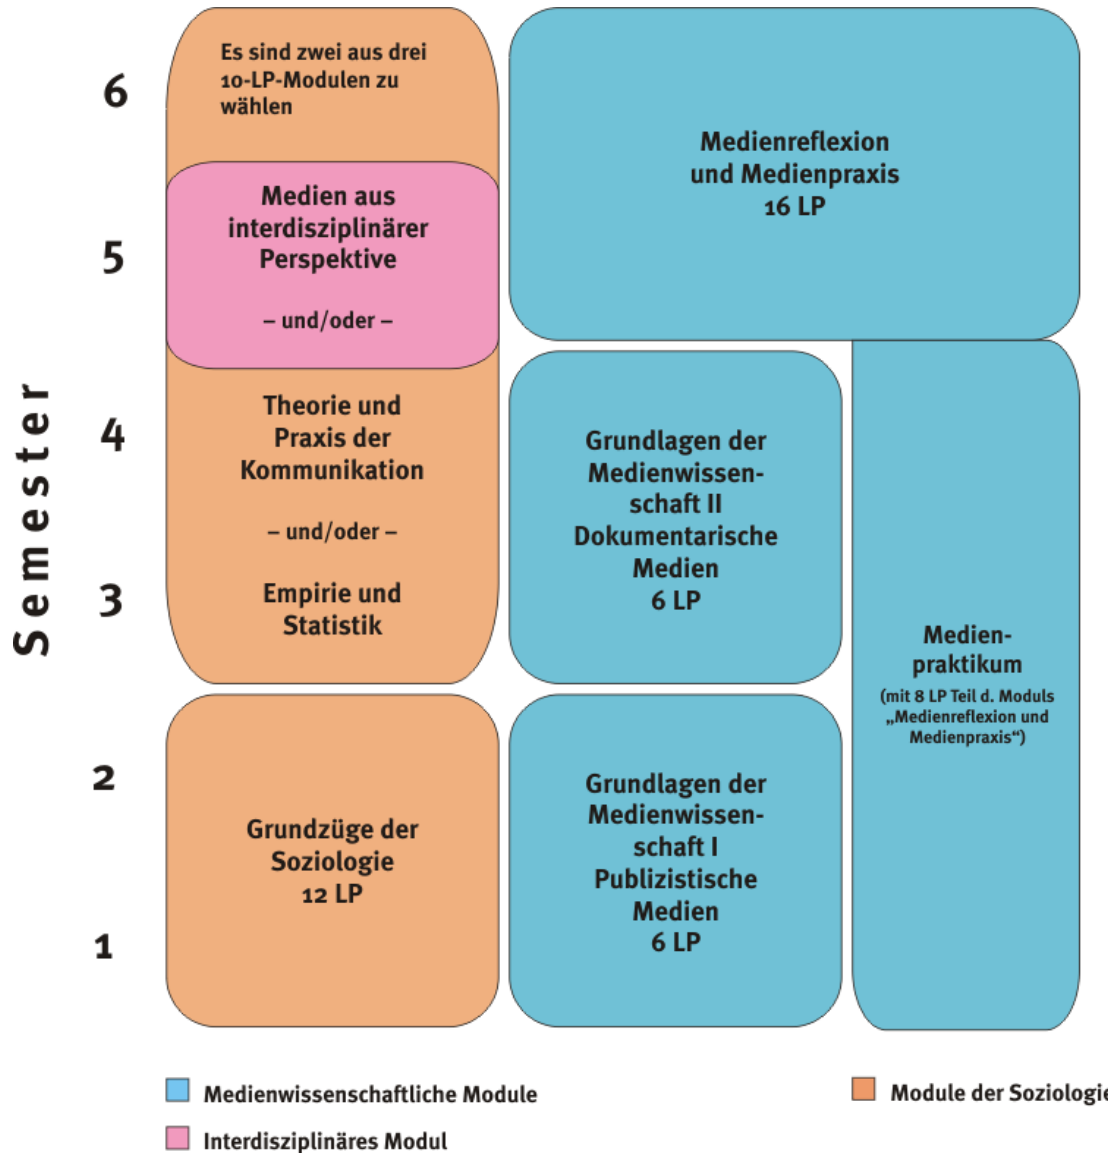 Semester
6
5
4
3
2
1
Es sind zwei aus drei
10-LP-Modulen zu
wählen
Medien aus
interdisziplinärer
Perspektive
– und/oder –
Theorie und
Praxis der
Kommunikation
– und/oder –
Empirie und
Statistik
Grundzüge der
Soziologie
12 LP
Medienreflexion
und Medienpraxis
16 LP
Grundlagen der
Medienwissen-
schaft II
Dokumentarische
Medien
6 LP
Grundlagen der
Medienwissen-
schaft I
Publizistische
Medien
6 LP
Medien-
praktikum
(mit 8 LP Teil d. Moduls
„Medienreflexion und
Medienpraxis“)
Medienwissenschaftliche Module
Module der Soziologie
Interdisziplinäres Modul